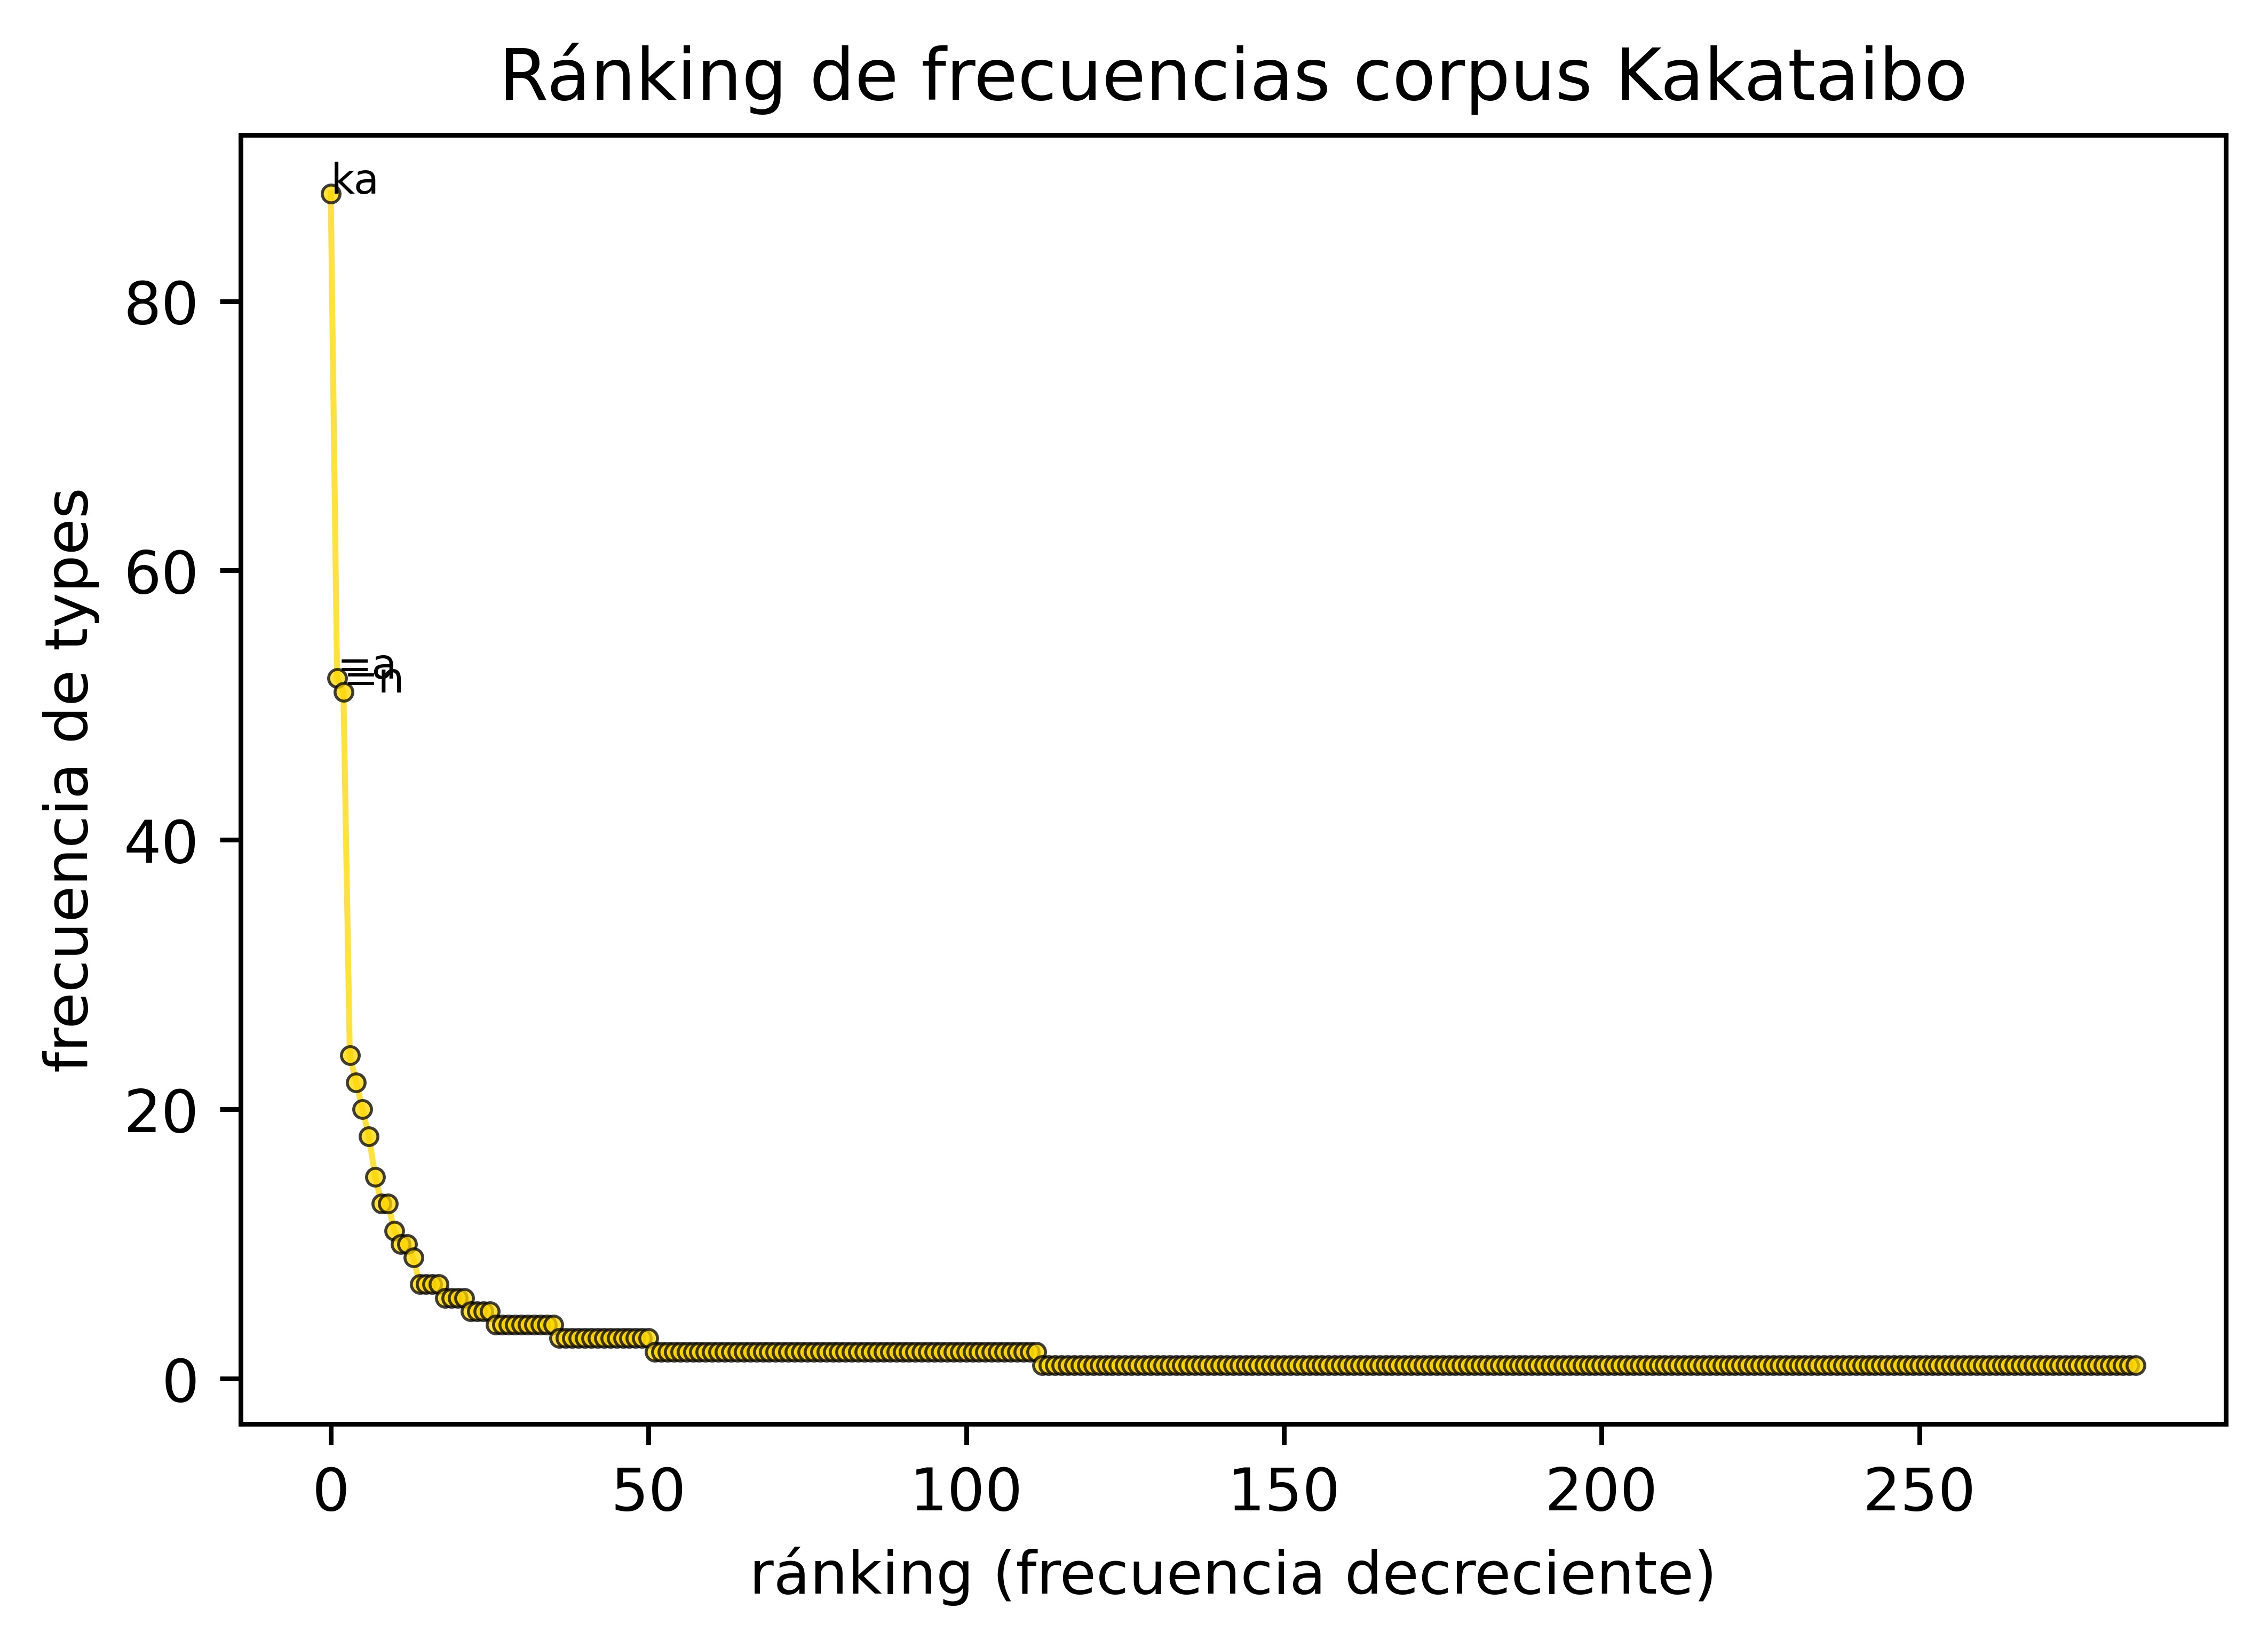 Ránking de frecuencias corpus Kakataibo
ka
=a
=n
80
60
40
20
0
frecuencia de types
0 50 100 150 200 250
ránking (frecuencia decreciente)